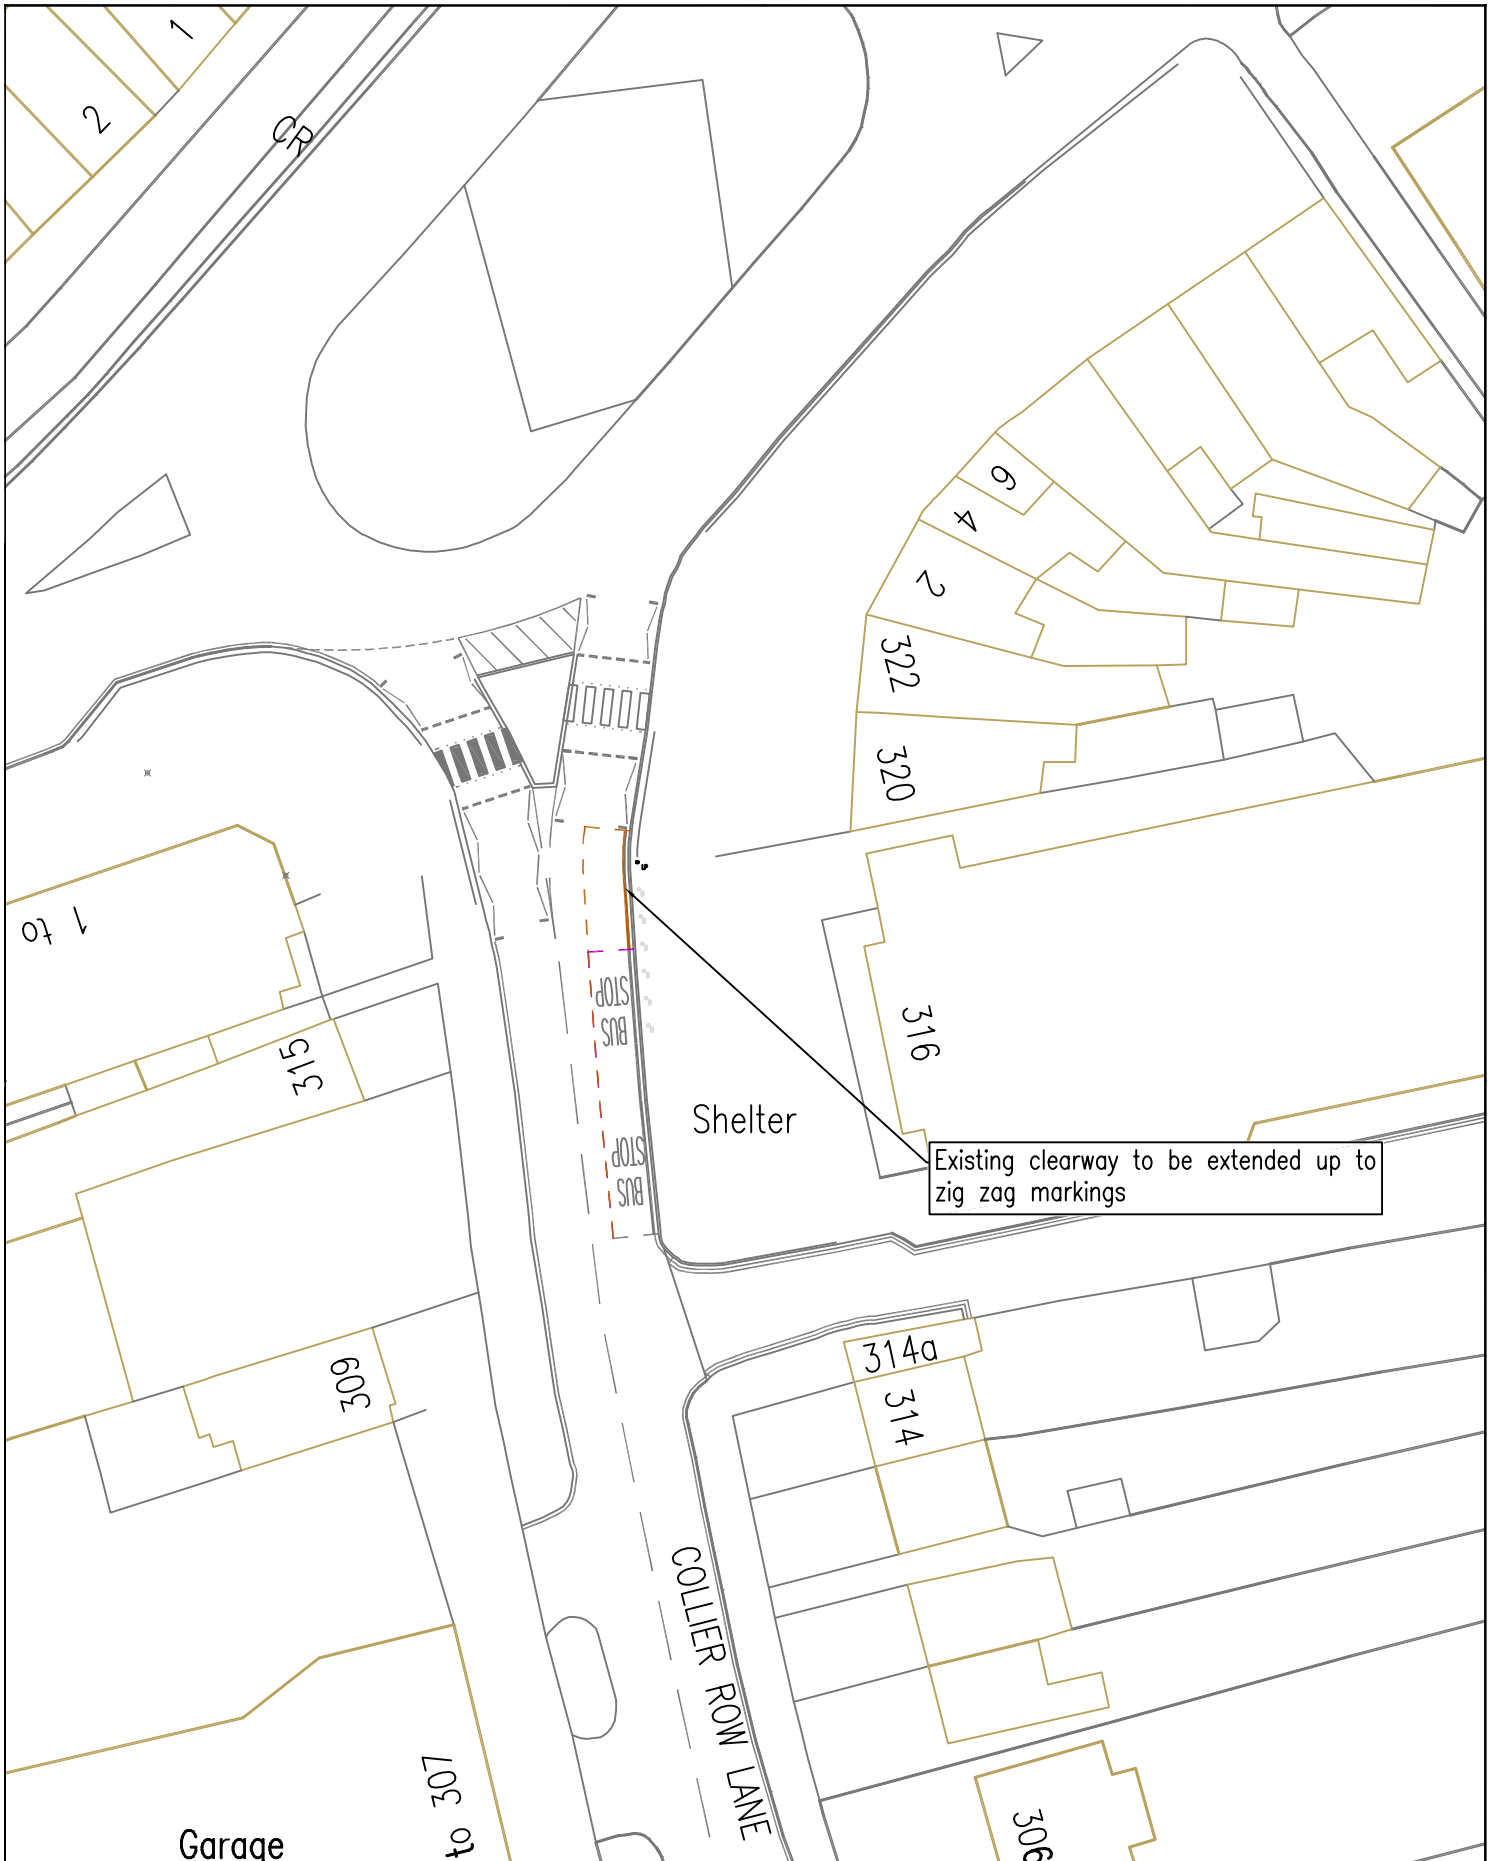 1
2
CR
6
4
2
322
320
1 to
STOP
BUS
316
315
Shelter
STOP
BUS
Existing clearway to be extended up to
zig zag markings
314a
309
314
COLLIER ROW LANE
307 to
306
Garage